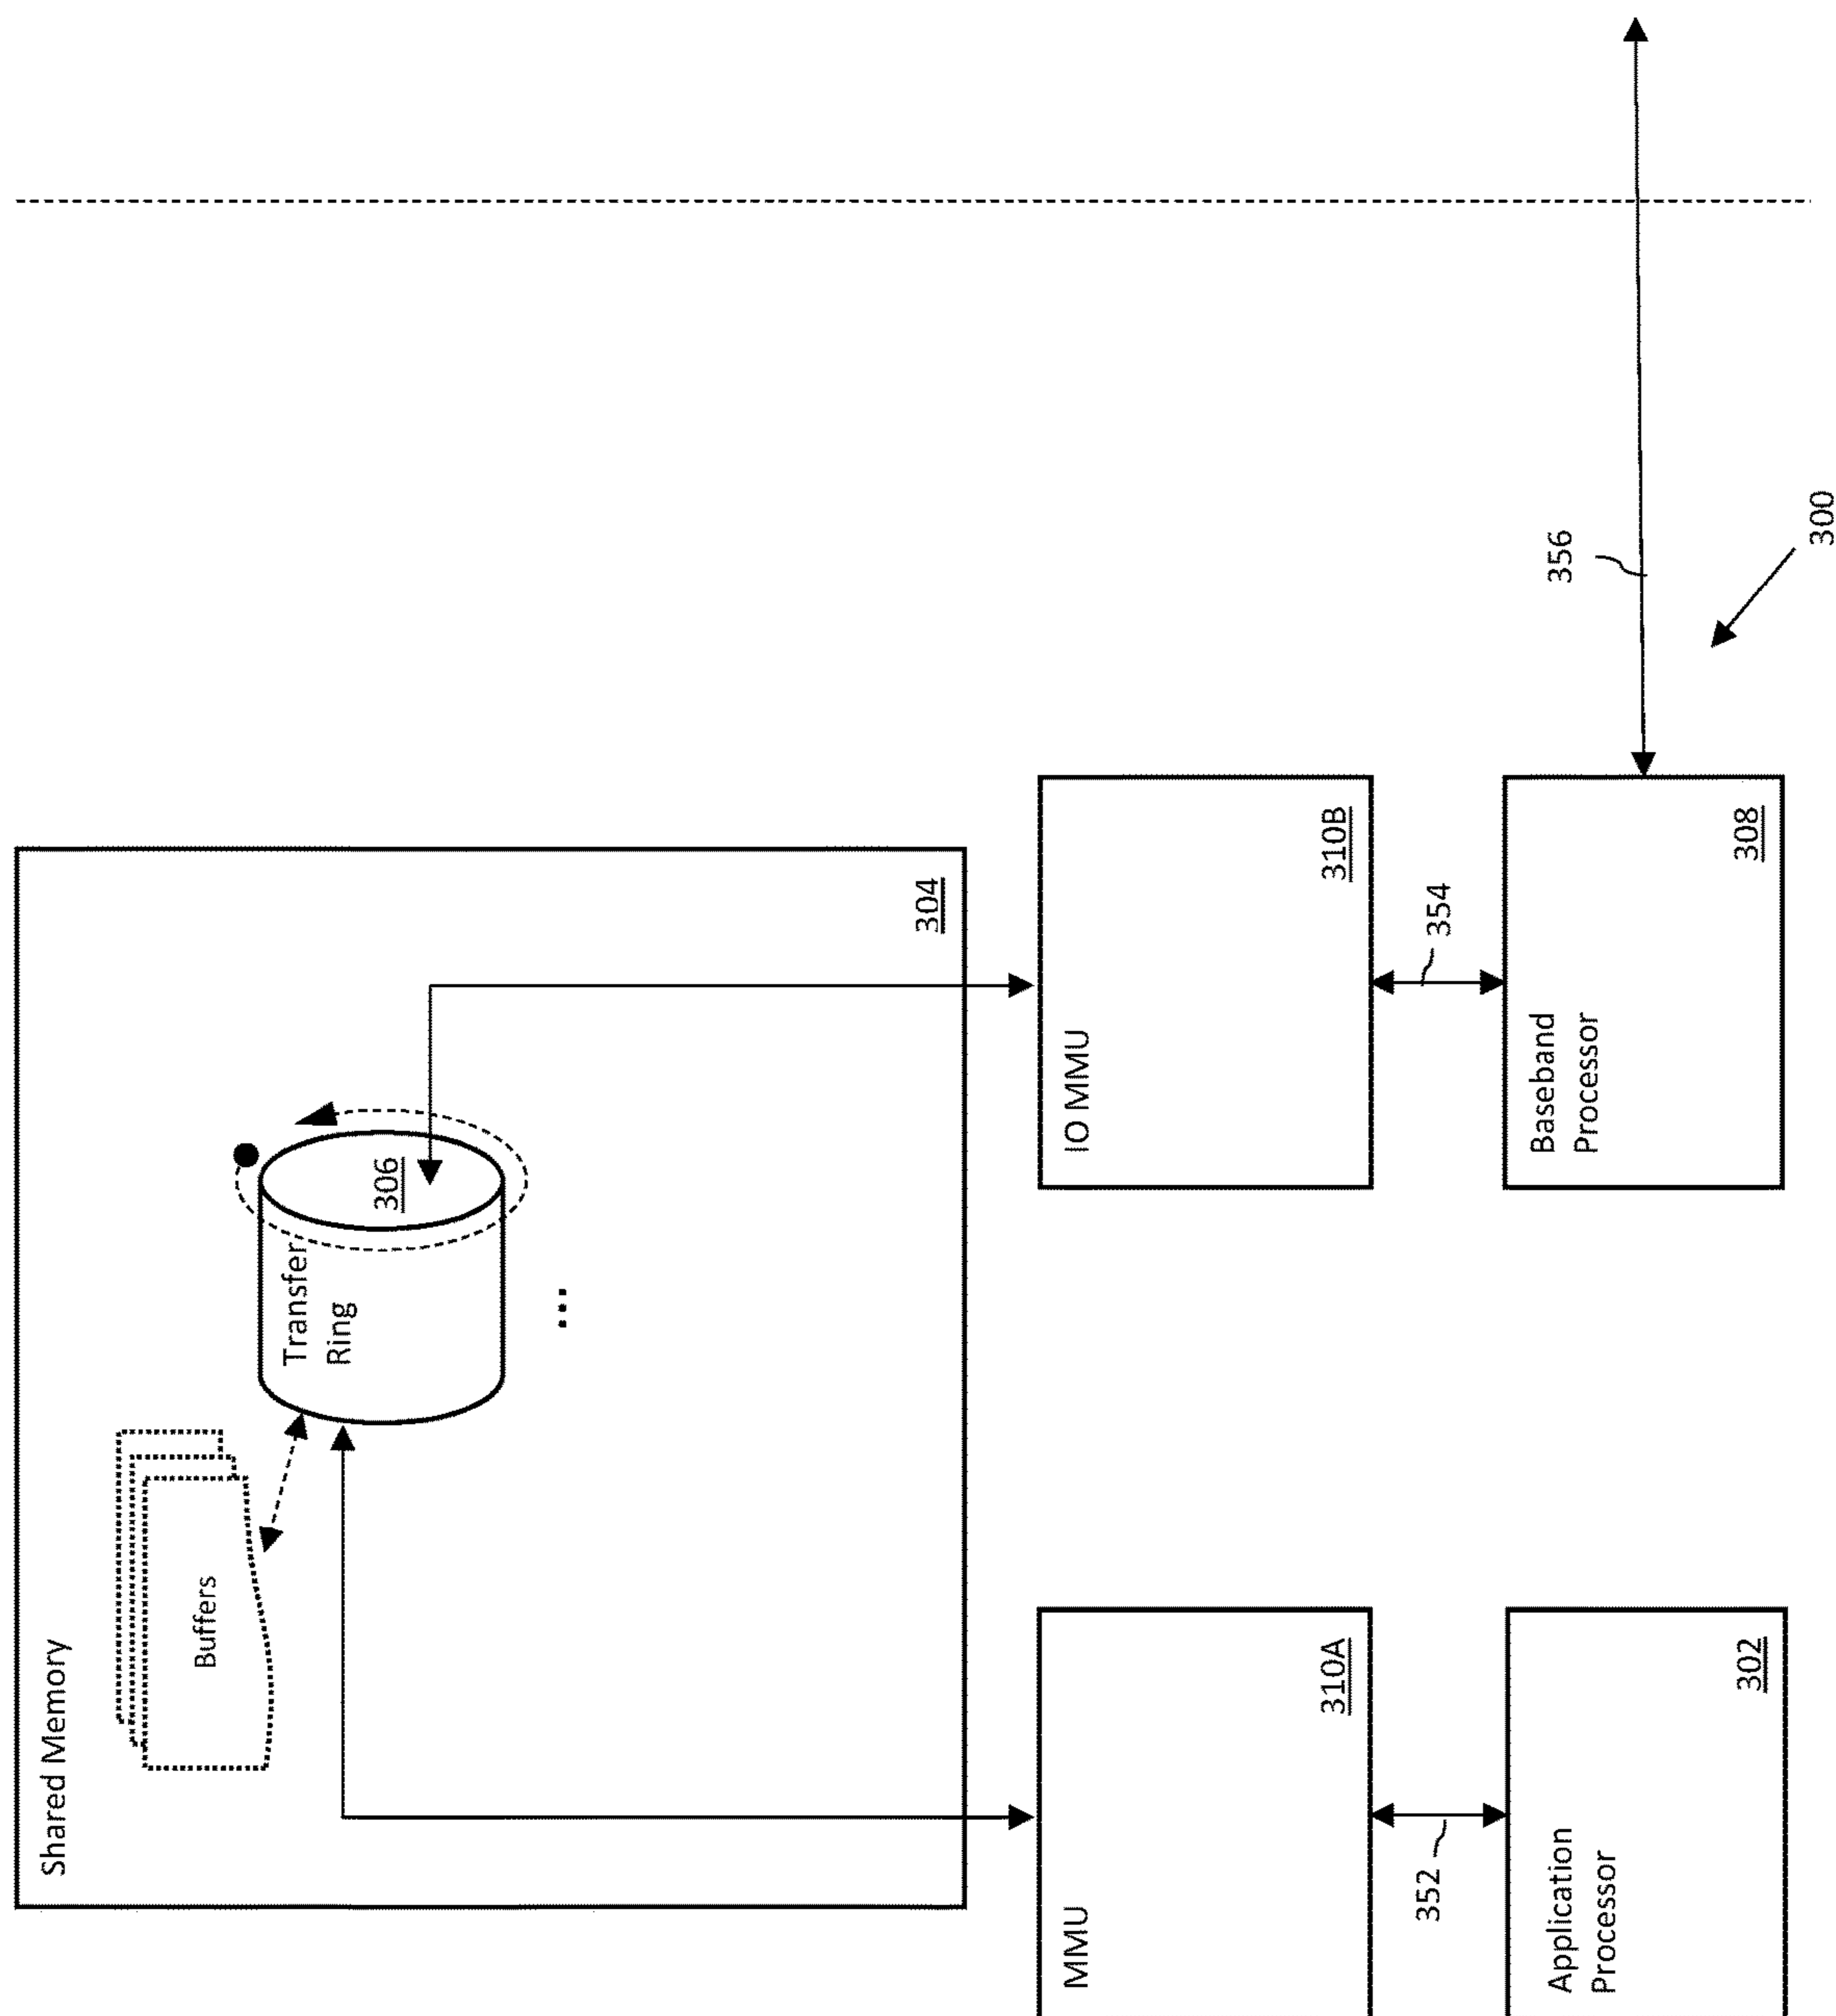 Shared Memory
Buffers
Transfer
Ring
306
...
304
MMU
310A
IO MMU
310B
352
354
356
Application
Processor
302
Baseband
Processor
308
300